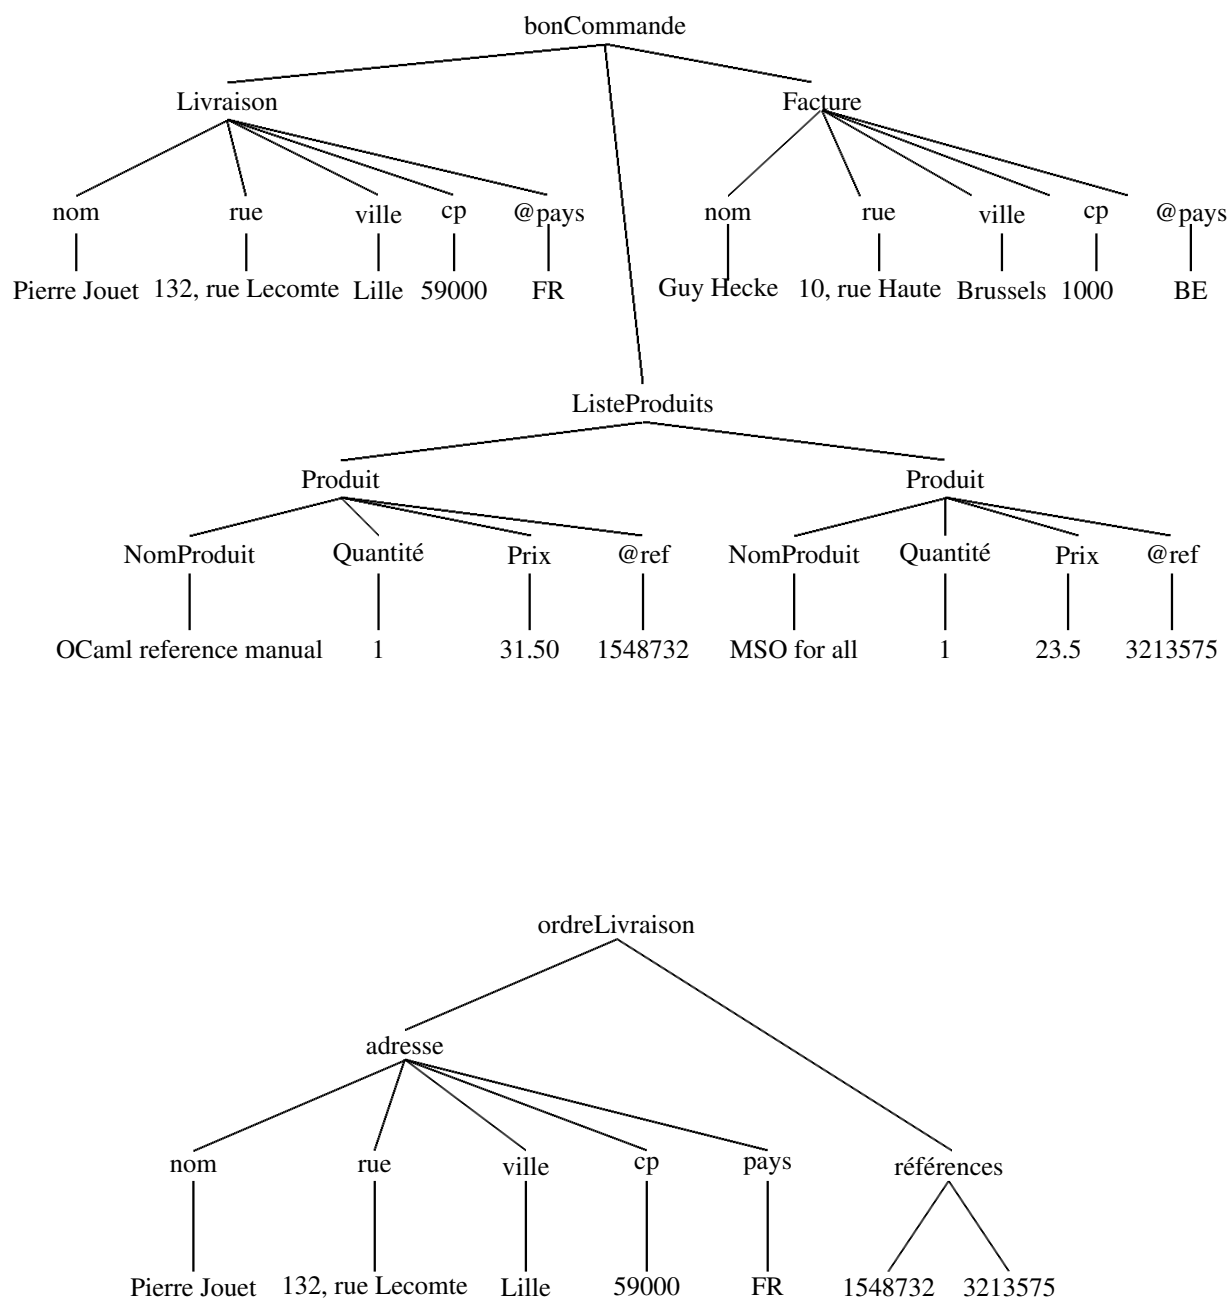 bonCommande
Livraison Facture
nom rue ville cp @pays nom rue ville cp @pays
Pierre Jouet 132, rue Lecomte Lille 59000 FR Guy Hecke 10, rue Haute Brussels 1000 BE
ListeProduits
Produit Produit
NomProduit Quantité Prix @ref NomProduit Quantité Prix @ref
OCaml reference manual 1 31.50 1548732 MSO for all 1 23.5 3213575
ordreLivraison
adresse
nom rue ville cp pays références
Pierre Jouet 132, rue Lecomte Lille 59000 FR 1548732 3213575